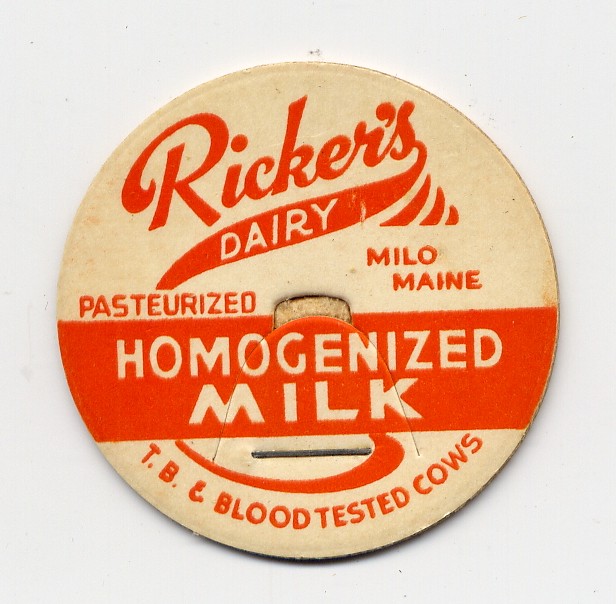 Ricker's
DAIRY
MILO
MAINE
PASTEURIZED
HOMOGENIZED
MILK
T.B. & BLOOD TESTED COWS